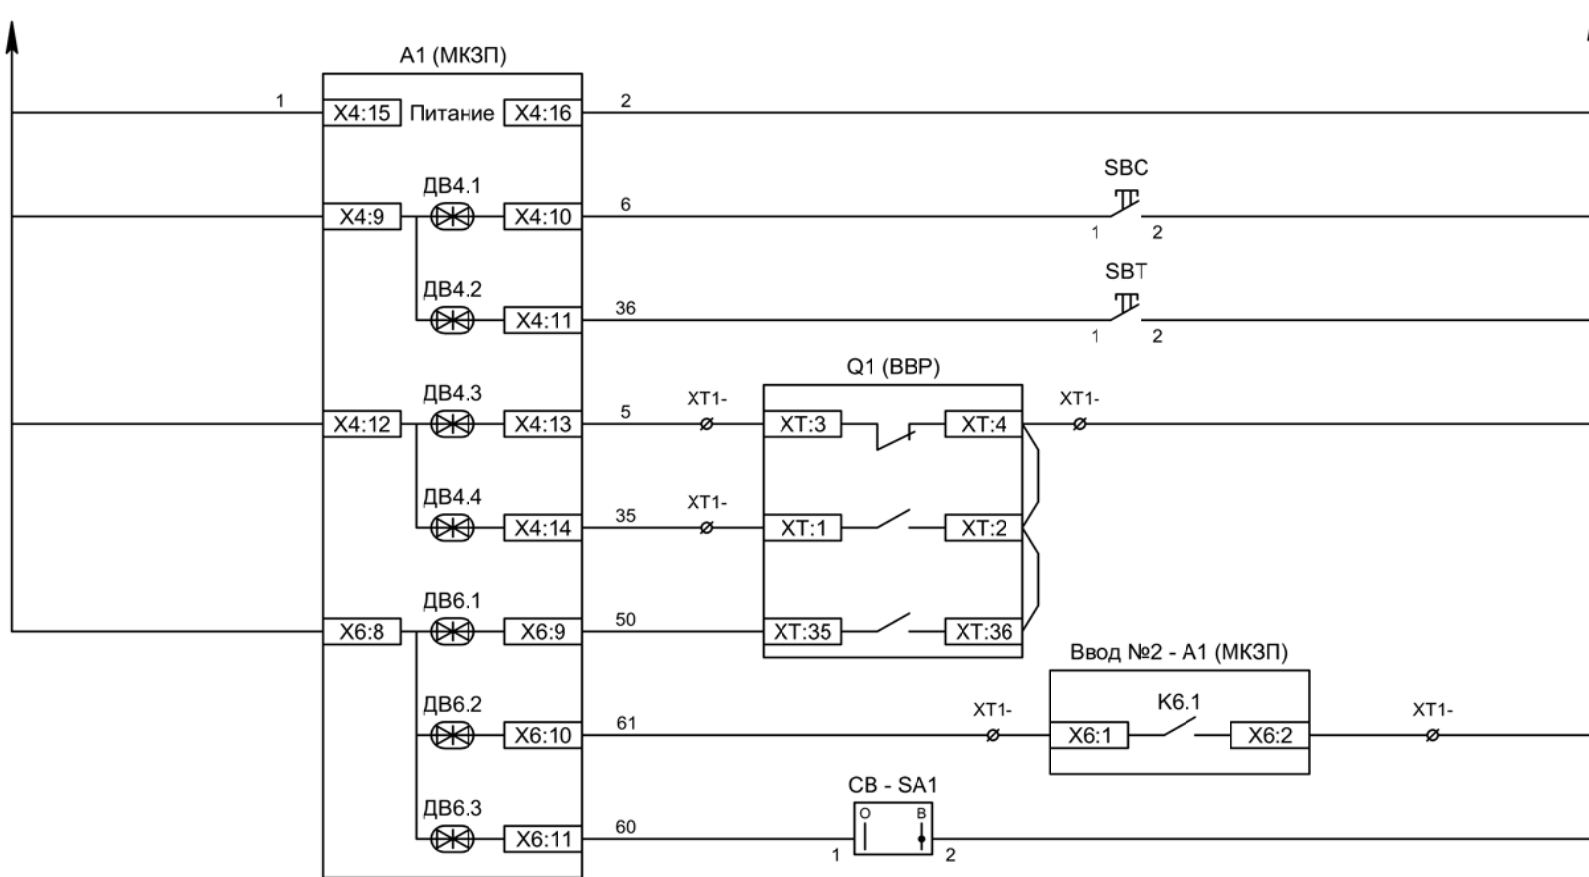 А1 (МКЗП)
1 X4:15 Питание X4:16 2
SBC
ДВ4.1
X4:9 X4:10 6
1 2
SBT
ДВ4.2
X4:11 36
1 2
Q1 (ВВР)
ДВ4.3 XT1- XT1-
X4:12 X4:13 5 XT:3 XT:4
ДВ4.4 XT1-
X4:14 35 XT:1 XT:2
ДВ6.1
X6:8 X6:9 50 XT:35 XT:36
Ввод №2 - А1 (МКЗП)
ДВ6.2 XT1- K6.1 XT1-
X6:10 61 X6:1 X6:2
СВ - SA1
ДВ6.3 О В
X6:11 60
1 2